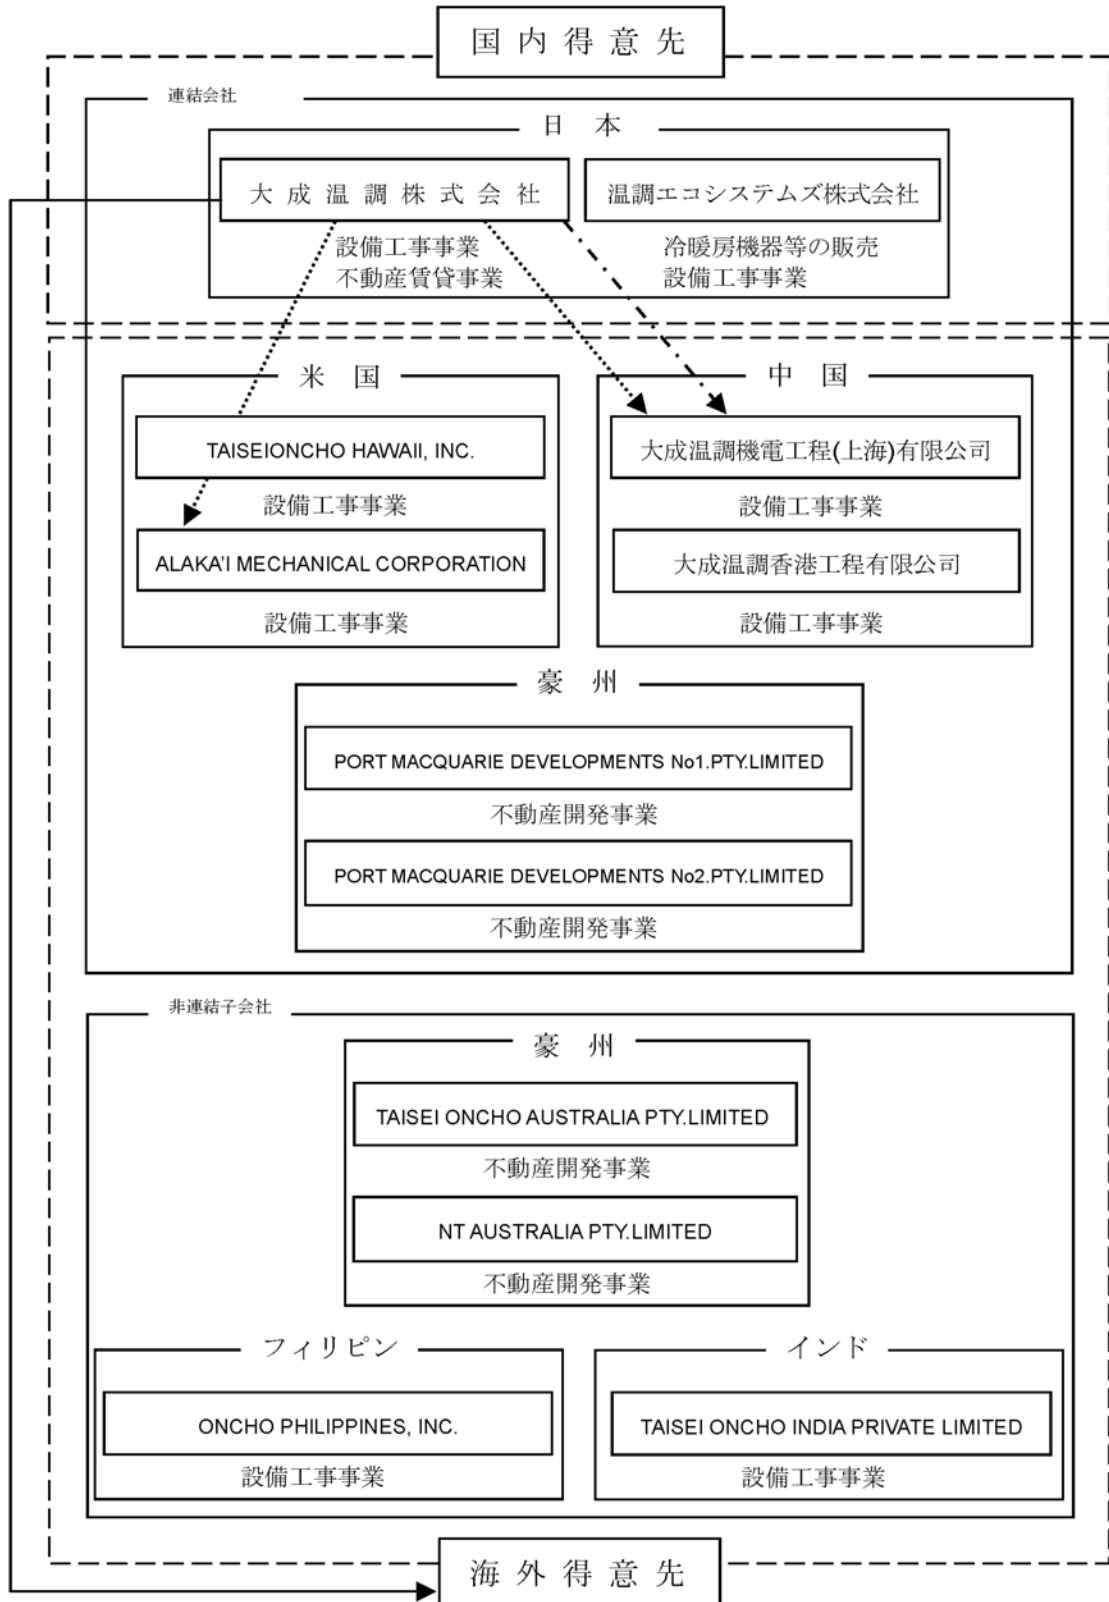 国内得意先
連結会社
日本
大成温調株式会社
温調エコシステムズ株式会社
設備工事事業
不動産賃貸事業
冷暖房機器等の販売
設備工事事業
米国
中国
TAISEIONCHO HAWAII, INC.
大成温調機電工程(上海)有限公司
設備工事事業
設備工事事業
ALAKA'I MECHANICAL CORPORATION
大成温調香港工程有限公司
設備工事事業
設備工事事業
豪州
PORT MACQUARIE DEVELOPMENTS No1.PTY.LIMITED
不動産開発事業
PORT MACQUARIE DEVELOPMENTS No2.PTY.LIMITED
不動産開発事業
非連結子会社
豪州
TAISEI ONCHO AUSTRALIA PTY.LIMITED
不動産開発事業
NT AUSTRALIA PTY.LIMITED
不動産開発事業
フィリピン
インド
ONCHO PHILIPPINES, INC.
TAISEI ONCHO INDIA PRIVATE LIMITED
設備工事事業
設備工事事業
海外得意先